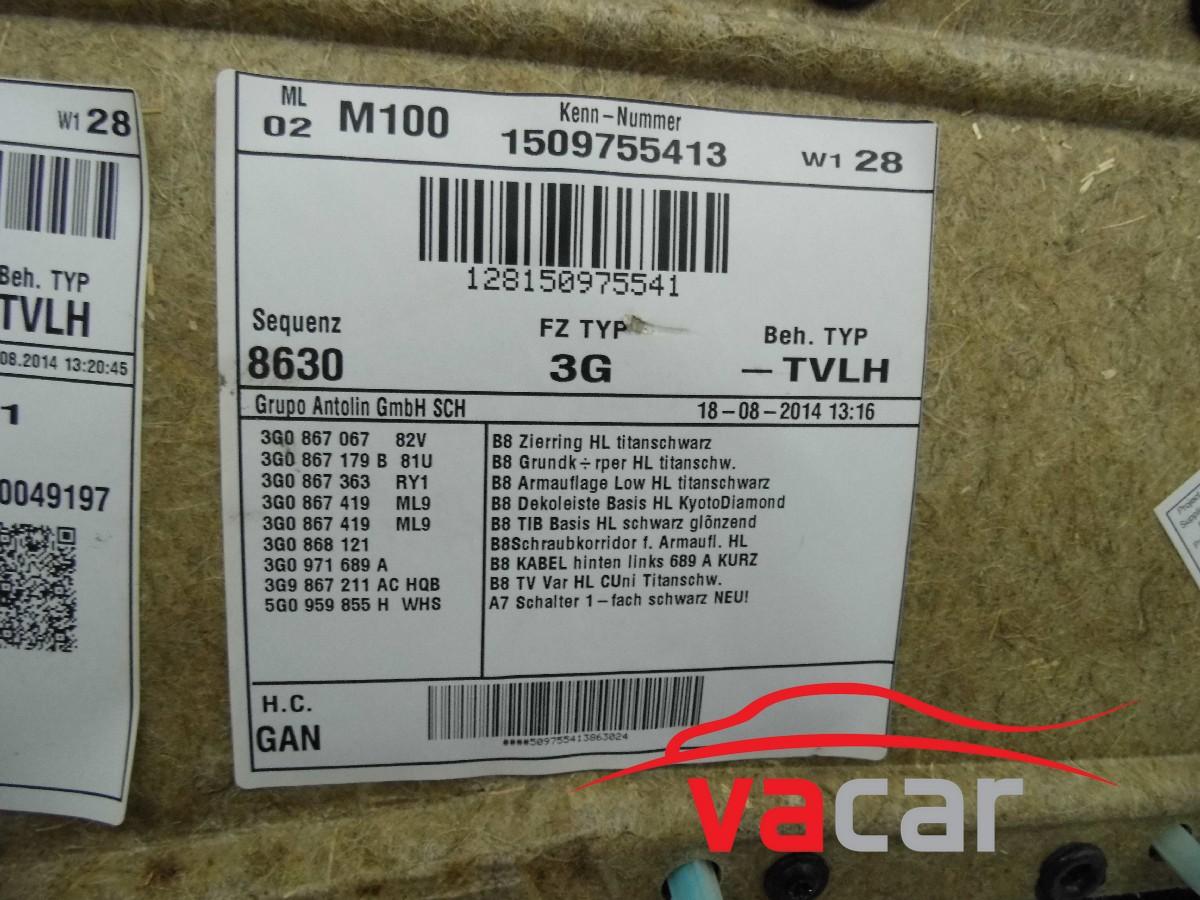 W1 28
Beh. TYP
TVLH
08.2014 13:20:45
1
0049197
ML
02 M100
Kenn-Nummer
1509755413
W1 28
128150975541
Sequenz FZ TYP Beh. TYP
8630 3G — TVLH
Grupo Antolin GmbH SCH 18-08-2014 13:16
3G0 867 067 82V B8 Zierring HL titanschwarz
3G0 867 179 B 81U B8 Grundk÷rper HL titanschw.
3G0 867 363 RY1 B8 Armauflage Low HL titanschwarz
3G0 867 419 ML9 B8 Dekoleiste Basis HL KyotoDiamond
3G0 867 419 ML9 B8 TIB Basis HL schwarz glõnzend
3G0 868 121 B8Schraubkorridor f. Armaufl. HL
3G0 971 689 A B8 KABEL hinten links 689 A KURZ
3G9 867 211 AC HQB B8 TV Var HL CUni Titanschw.
5G0 959 855 H WHS A7 Schalter 1-fach schwarz NEU!
H.C.
GAN
####509755413863024
vacar